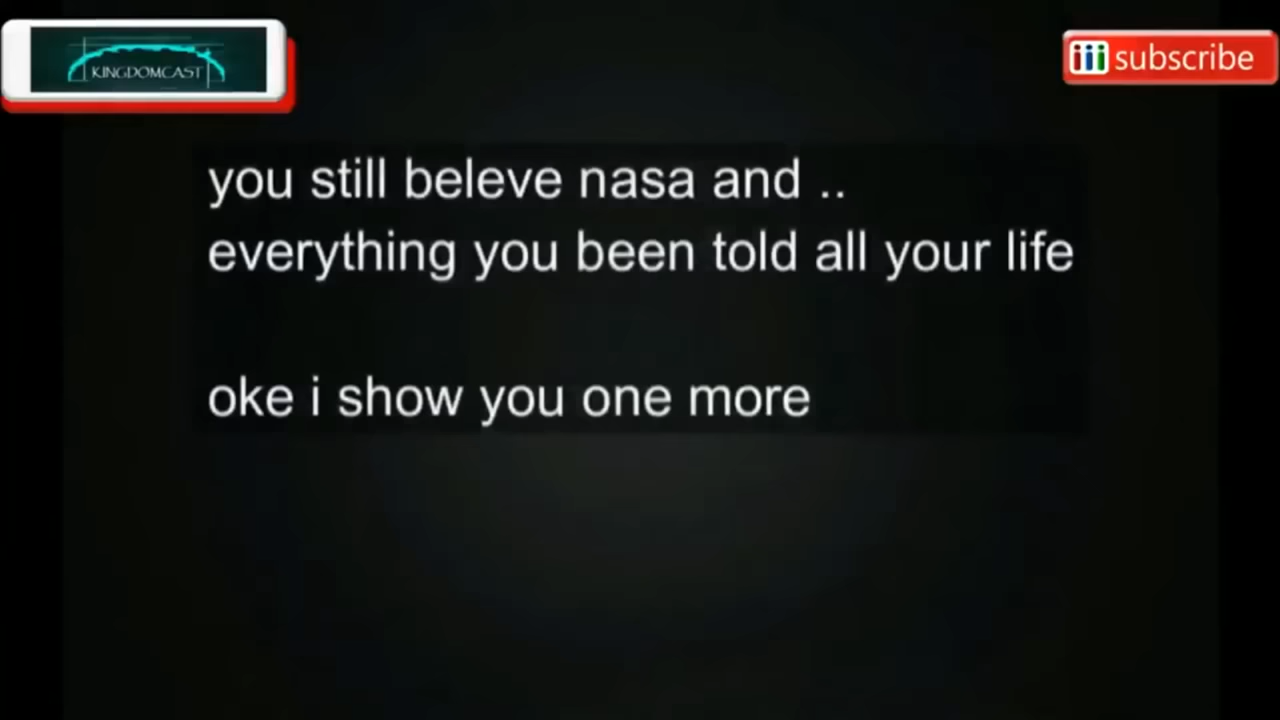 KINGDOMCAST
subscribe
you still beleve nasa and ..
everything you been told all your life
oke i show you one more